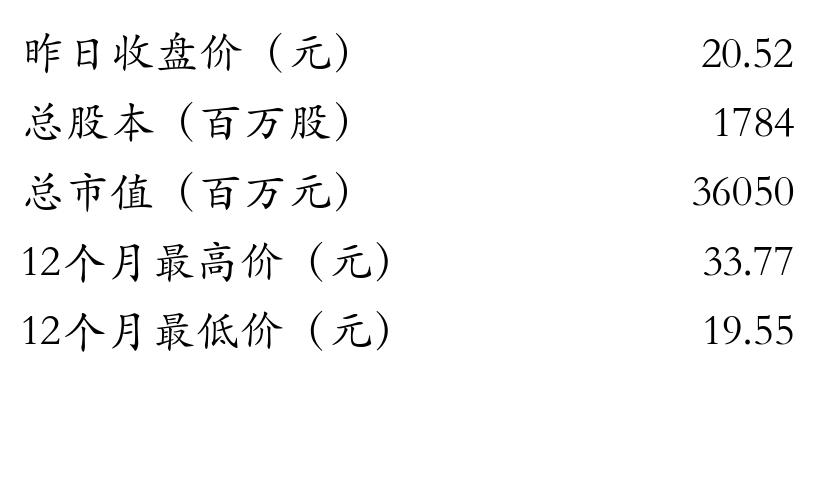 昨日收盘价（元） 20.52
总股本（百万股） 1784
总市值（百万元） 36050
12个月最高价（元） 33.77
12个月最低价（元） 19.55